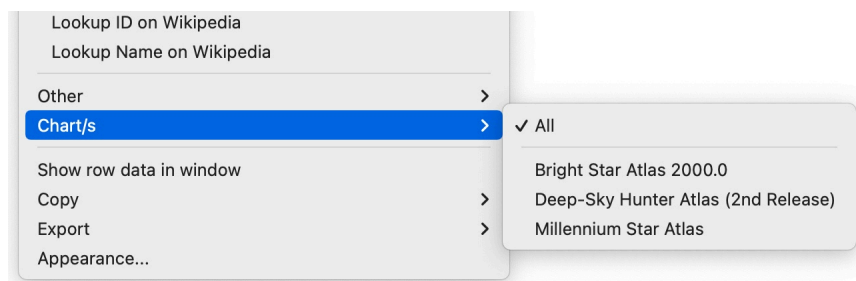 Lookup ID on Wikipedia
Lookup Name on Wikipedia
Other
Chart/s
✓ All
Show row data in window
Bright Star Atlas 2000.0
Copy
Deep-Sky Hunter Atlas (2nd Release)
Export
Millennium Star Atlas
Appearance...